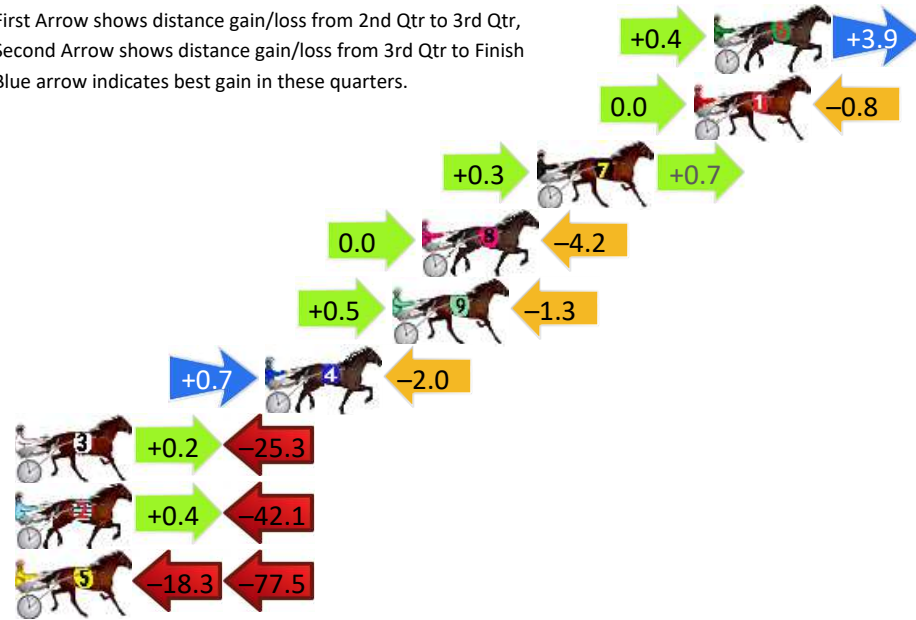 First Arrow shows distance gain/loss from 2nd Qtr to 3rd Qtr,
Second Arrow shows distance gain/loss from 3rd Qtr to Finish
Blue arrow indicates best gain in these quarters.
+0.4 6 +3.9
0.0 1 –0.8
+0.3 7 +0.7
0.0 8 –4.2
+0.5 9 –1.3
+0.7 4 –2.0
3 +0.2 –25.3
2 +0.4 –42.1
5 –18.3 –77.5